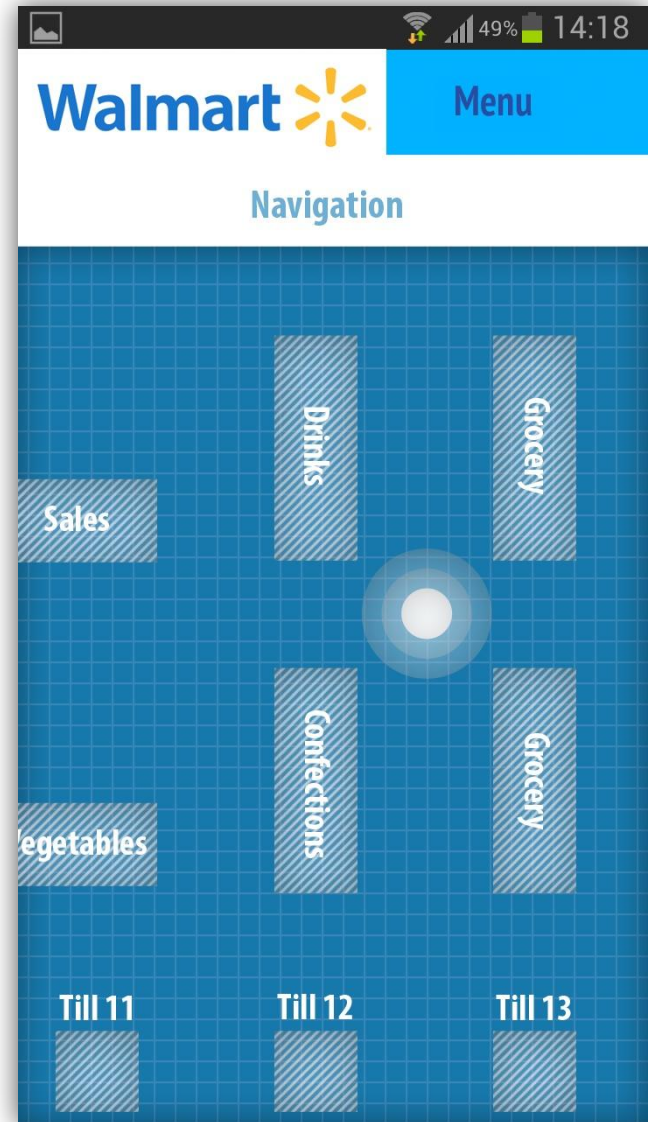 49% 14:18
Walmart
Menu
Navigation
Drinks
Grocery
Sales
Confections
Grocery
egetables
Till 11
Till 12
Till 13